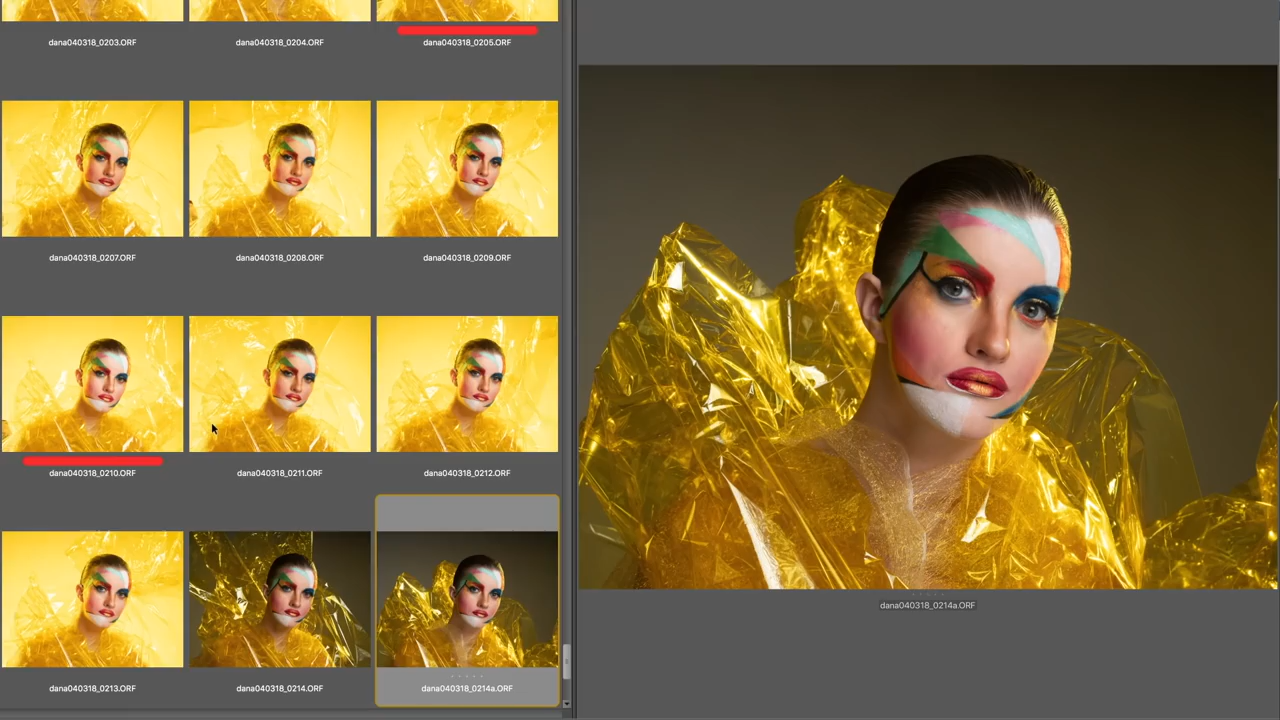 dana040318_0203.ORF
dana040318_0204.ORF
dana040318_0205.ORF
dana040318_0207.ORF
dana040318_0208.ORF
dana040318_0209.ORF
dana040318_0210.ORF
dana040318_0211.ORF
dana040318_0212.ORF
dana040318_0213.ORF
dana040318_0214.ORF
dana040318_0214a.ORF
dana040318_0214a.ORF